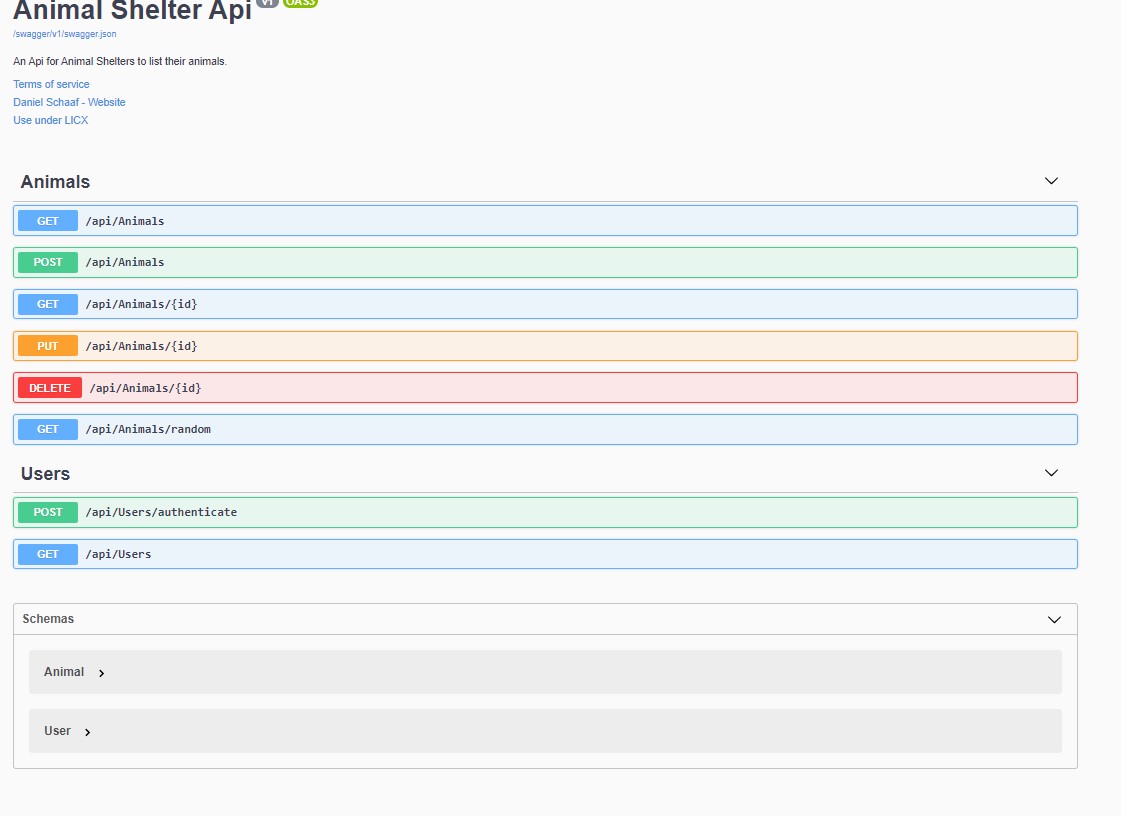 Animal Shelter Api v1 OAS3
/swagger/v1/swagger.json
An Api for Animal Shelters to list their animals.
Terms of service
Daniel Schaaf - Website
Use under LICX
Animals
GET /api/Animals
POST /api/Animals
GET /api/Animals/{id}
PUT /api/Animals/{id}
DELETE /api/Animals/{id}
GET /api/Animals/random
Users
POST /api/Users/authenticate
GET /api/Users
Schemas
Animal
User